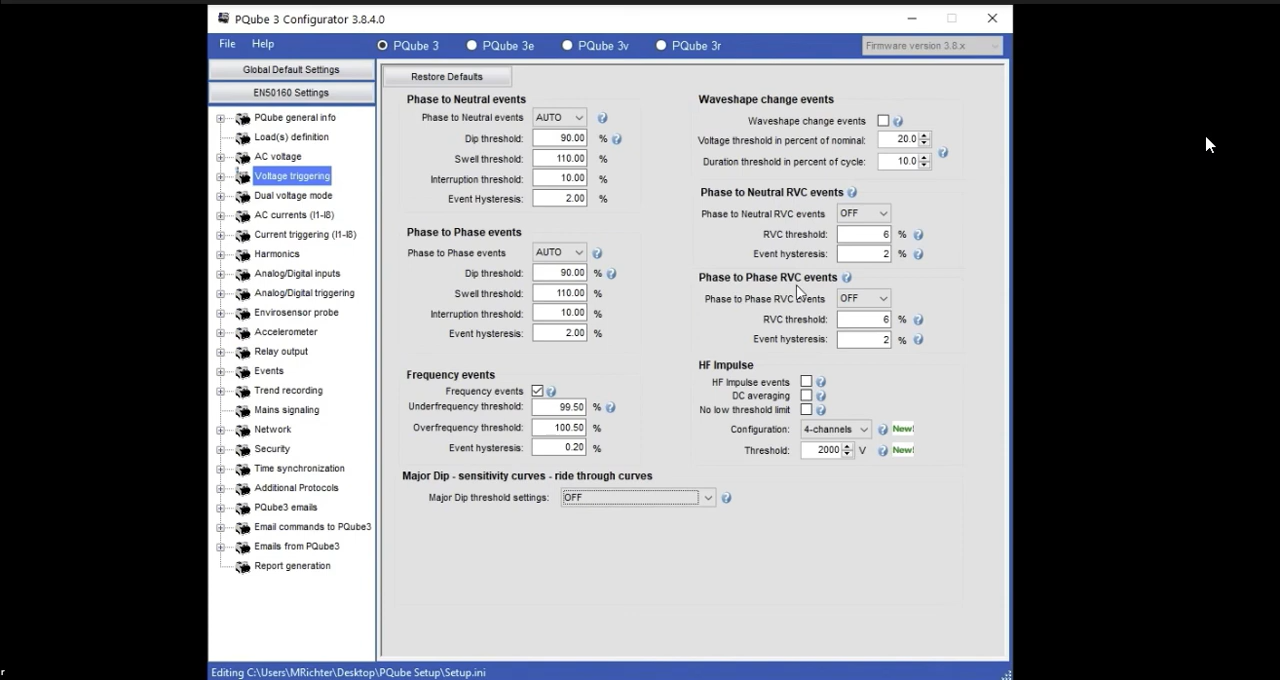 PQube 3 Configurator 3.8.4.0
File Help
PQube 3 PQube 3e PQube 3v PQube 3r
Firmware version 3.8.x
Global Default Settings
EN50160 Settings
PQube general info
Load(s) definition
AC voltage
Voltage triggering
Dual voltage mode
AC currents (I1-I8)
Current triggering (I1-I8)
Harmonics
Analog/Digital inputs
Analog/Digital triggering
Envirosensor probe
Accelerometer
Relay output
Events
Trend recording
Mains signaling
Network
Security
Time synchronization
Additional Protocols
PQube3 emails
Email commands to PQube3
Emails from PQube3
Report generation
Restore Defaults
Phase to Neutral events
Phase to Neutral events AUTO
Dip threshold: 90.00 %
Swell threshold: 110.00 %
Interruption threshold: 10.00 %
Event Hysteresis: 2.00 %
Phase to Phase events
Phase to Phase events AUTO
Dip threshold: 90.00 %
Swell threshold: 110.00 %
Interruption threshold: 10.00 %
Event hysteresis: 2.00 %
Frequency events
Frequency events
Underfrequency threshold: 99.50 %
Overfrequency threshold: 100.50 %
Event hysteresis: 0.20 %
Major Dip - sensitivity curves - ride through curves
Major Dip threshold settings: OFF
Waveshape change events
Waveshape change events
Voltage threshold in percent of nominal: 20.0
Duration threshold in percent of cycle: 10.0
Phase to Neutral RVC events
Phase to Neutral RVC events OFF
RVC threshold: 6 %
Event hysteresis: 2 %
Phase to Phase RVC events
Phase to Phase RVC events OFF
RVC threshold: 6 %
Event hysteresis: 2 %
HF Impulse
HF Impulse events
DC averaging
No low threshold limit
Configuration: 4-channels New!
Threshold: 2000 V New!
Editing C:\Users\MRichter\Desktop\PQube Setup\Setup.ini
r